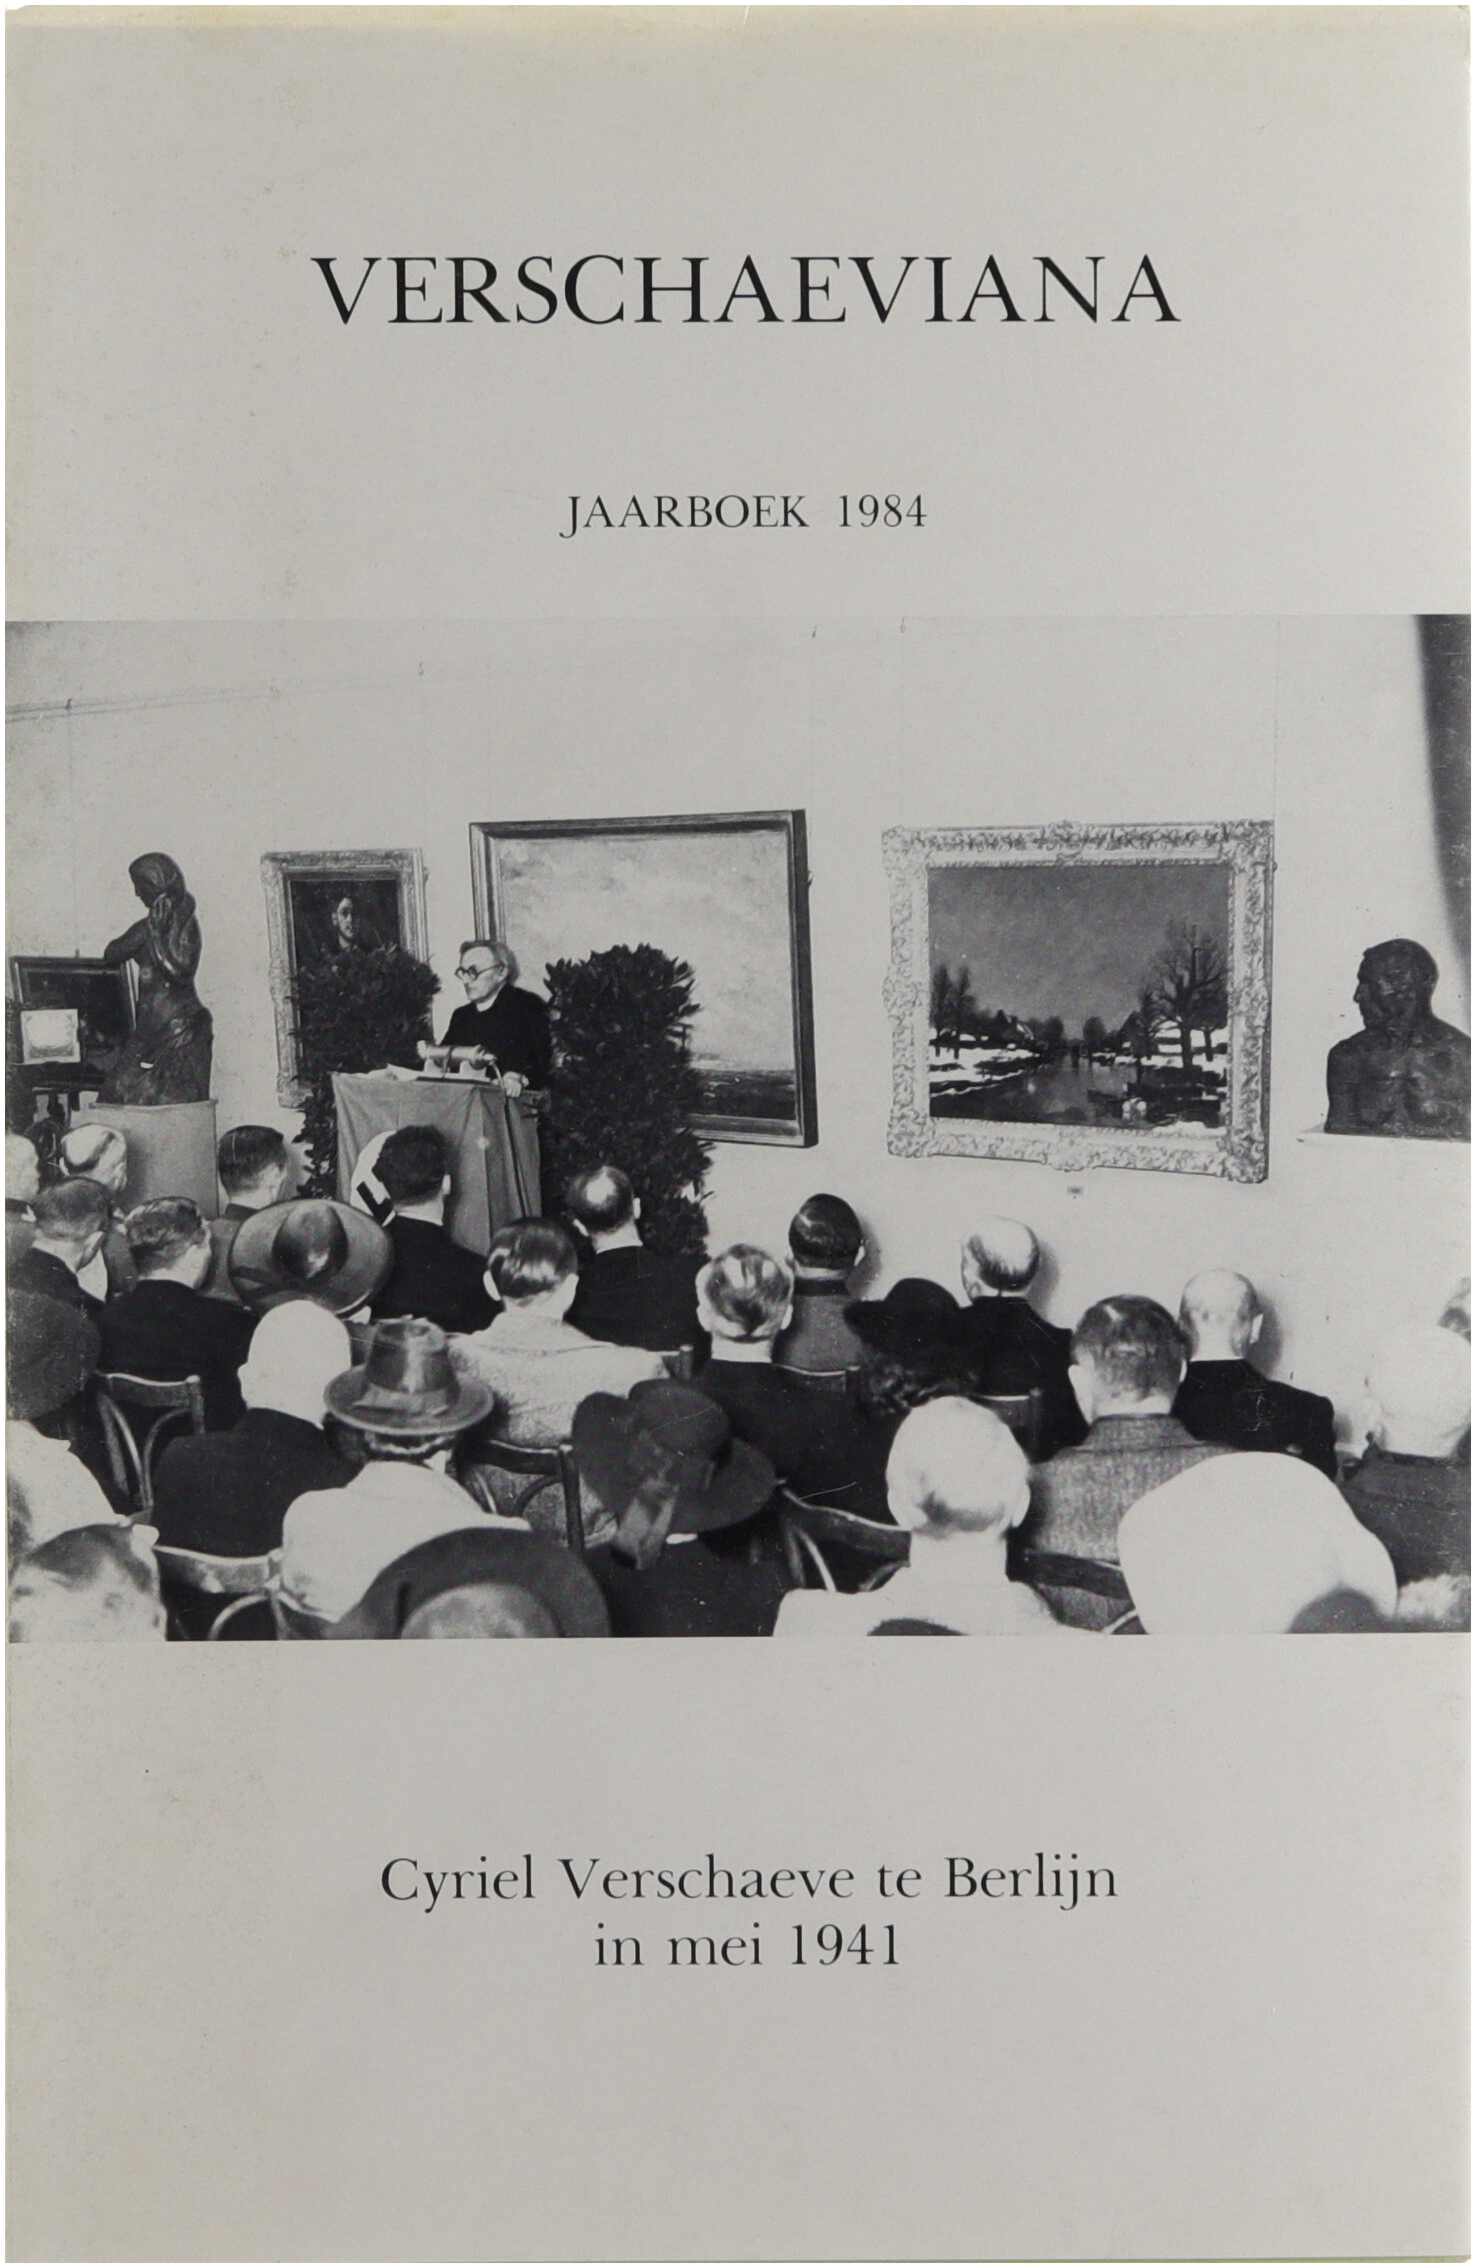 VERSCHAEVIANA
JAARBOEK 1984
Cyriel Verschaeve te Berlijn
in mei 1941